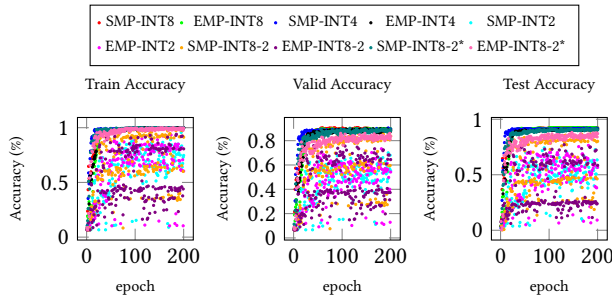 SMP-INT8 EMP-INT8 SMP-INT4 EMP-INT4 SMP-INT2
EMP-INT2 SMP-INT8-2 EMP-INT8-2 SMP-INT8-2* EMP-INT8-2*
Train Accuracy Valid Accuracy Test Accuracy
Accuracy (%)
1
0.5
0
0 100 200
epoch
Accuracy (%)
0.8
0.6
0.4
0.2
0
0 100 200
epoch
Accuracy (%)
1
0.5
0
0 100 200
epoch